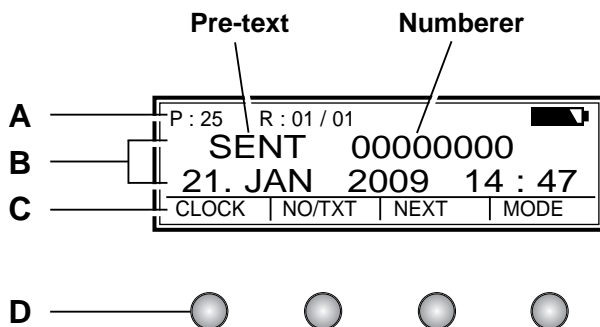 Pre-text Numberer
A P : 25 R : 01 / 01
B SENT 00000000
21. JAN 2009 14 : 47
C CLOCK NO/TXT NEXT MODE
D